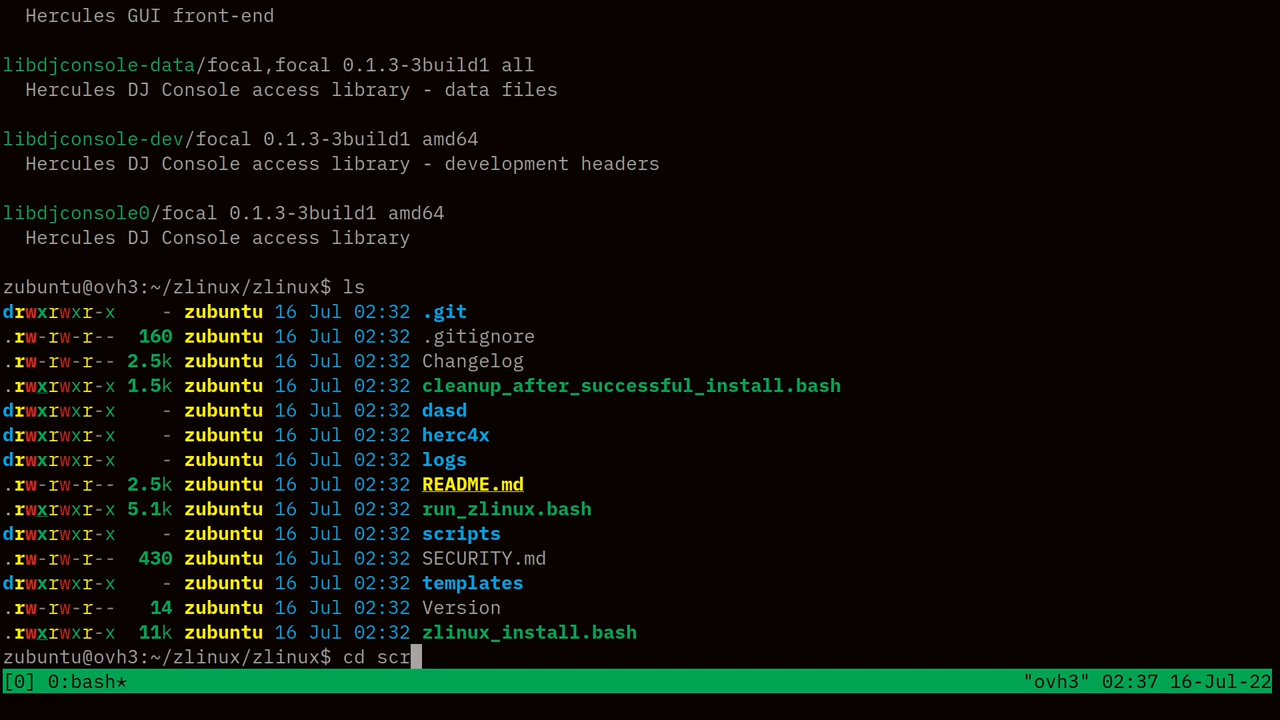 Hercules GUI front-end
libdjconsole-data/focal,focal 0.1.3-3build1 all
Hercules DJ Console access library - data files
libdjconsole-dev/focal 0.1.3-3build1 amd64
Hercules DJ Console access library - development headers
libdjconsole0/focal 0.1.3-3build1 amd64
Hercules DJ Console access library
zubuntu@ovh3:~/zlinux/zlinux$ ls
drwxrwxr-x    - zubuntu 16 Jul 02:32 .git
.rw-rw-r--  160 zubuntu 16 Jul 02:32 .gitignore
.rw-rw-r-- 2.5k zubuntu 16 Jul 02:32 Changelog
.rwxrwxr-x 1.5k zubuntu 16 Jul 02:32 cleanup_after_successful_install.bash
drwxrwxr-x    - zubuntu 16 Jul 02:32 dasd
drwxrwxr-x    - zubuntu 16 Jul 02:32 herc4x
drwxrwxr-x    - zubuntu 16 Jul 02:32 logs
.rw-rw-r-- 2.5k zubuntu 16 Jul 02:32 README.md
.rwxrwxr-x 5.1k zubuntu 16 Jul 02:32 run_zlinux.bash
drwxrwxr-x    - zubuntu 16 Jul 02:32 scripts
.rw-rw-r--  430 zubuntu 16 Jul 02:32 SECURITY.md
drwxrwxr-x    - zubuntu 16 Jul 02:32 templates
.rw-rw-r--   14 zubuntu 16 Jul 02:32 Version
.rwxrwxr-x  11k zubuntu 16 Jul 02:32 zlinux_install.bash
zubuntu@ovh3:~/zlinux/zlinux$ cd scr
[0] 0:bash* "ovh3" 02:37 16-Jul-22